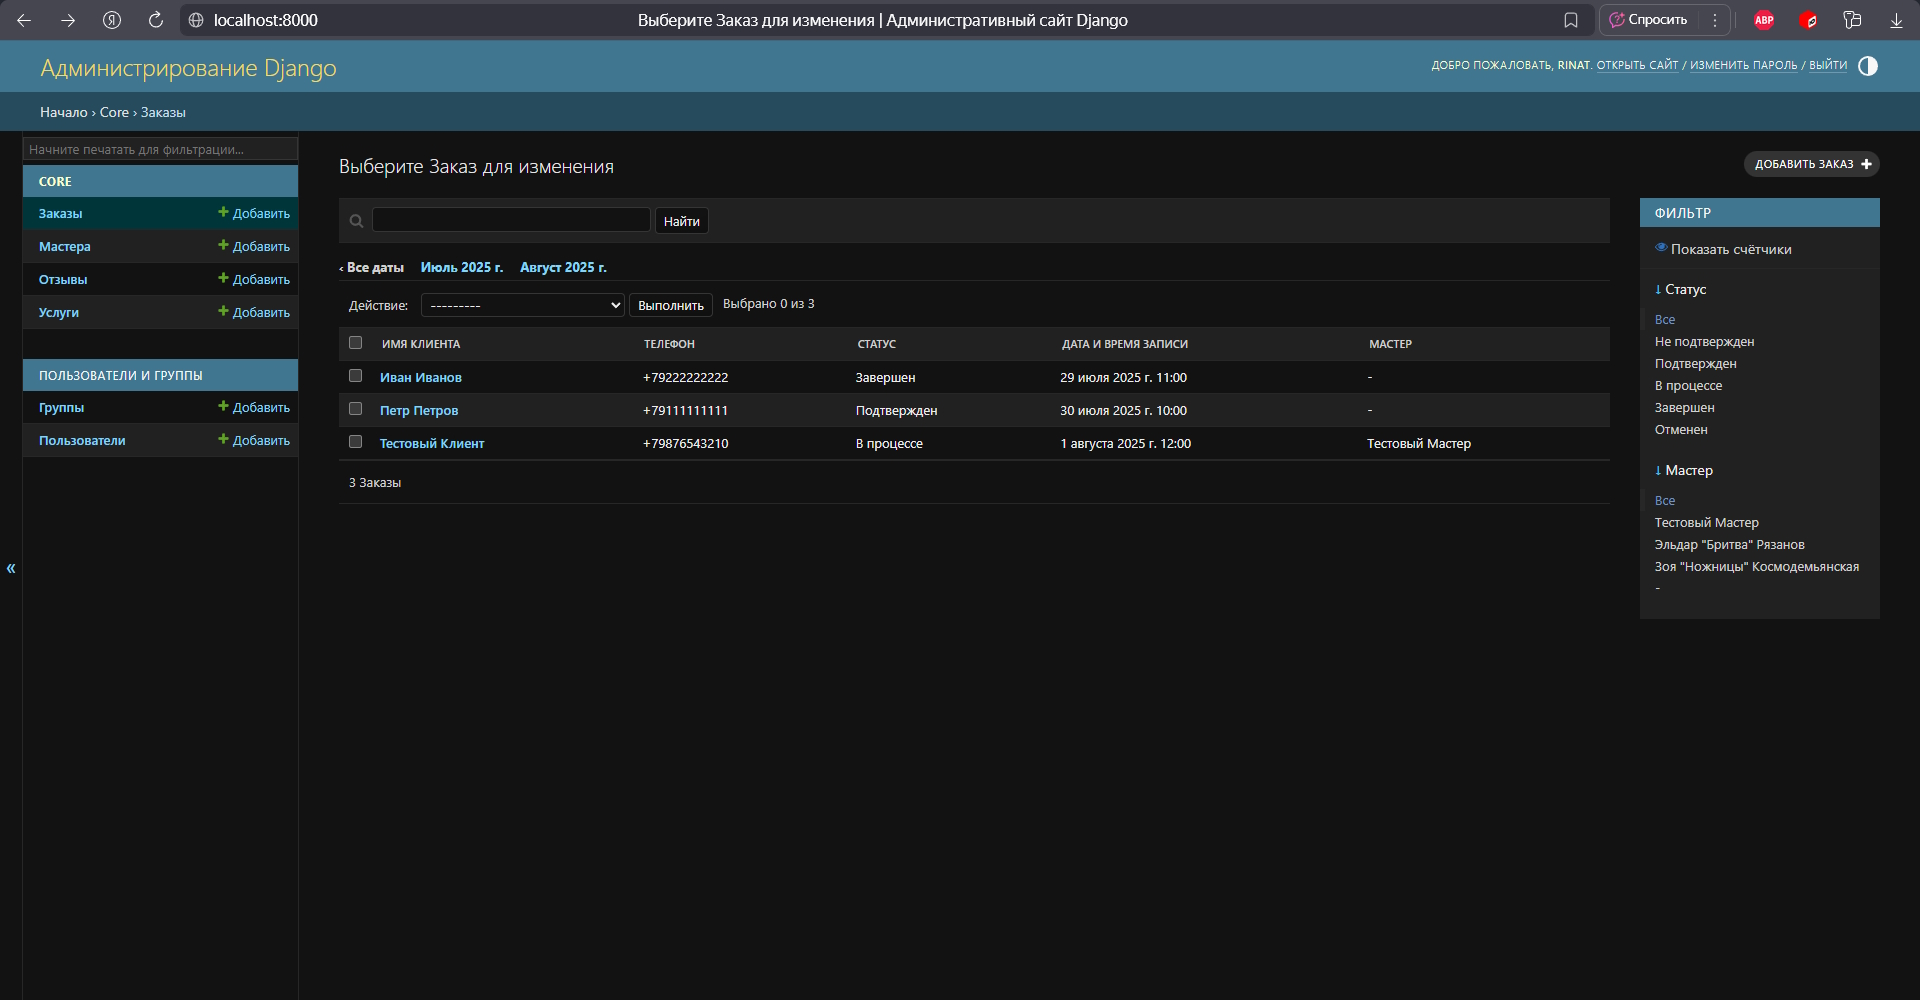 localhost:8000
Выберите Заказ для изменения | Административный сайт Django
Спросить
ABP
Администрирование Django
ДОБРО ПОЖАЛОВАТЬ, RINAT. ОТКРЫТЬ САЙТ / ИЗМЕНИТЬ ПАРОЛЬ / ВЫЙТИ
Начало › Core › Заказы
Начните печатать для фильтрации...
CORE
Заказы + Добавить
Мастера + Добавить
Отзывы + Добавить
Услуги + Добавить
ПОЛЬЗОВАТЕЛИ И ГРУППЫ
Группы + Добавить
Пользователи + Добавить
«
Выберите Заказ для изменения
ДОБАВИТЬ ЗАКАЗ +
Найти
‹ Все даты Июль 2025 г. Август 2025 г.
Действие: --------- Выполнить Выбрано 0 из 3
ИМЯ КЛИЕНТА ТЕЛЕФОН СТАТУС ДАТА И ВРЕМЯ ЗАПИСИ МАСТЕР
Иван Иванов +79222222222 Завершен 29 июля 2025 г. 11:00 -
Петр Петров +79111111111 Подтвержден 30 июля 2025 г. 10:00 -
Тестовый Клиент +79876543210 В процессе 1 августа 2025 г. 12:00 Тестовый Мастер
3 Заказы
ФИЛЬТР
Показать счётчики
↓ Статус
Все
Не подтвержден
Подтвержден
В процессе
Завершен
Отменен
↓ Мастер
Все
Тестовый Мастер
Эльдар "Бритва" Рязанов
Зоя "Ножницы" Космодемьянская
-